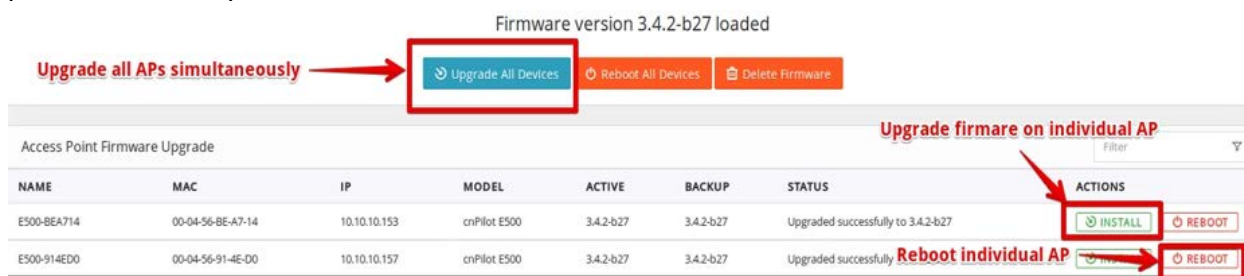 Firmware version 3.4.2-b27 loaded
Upgrade all APs simultaneously
Upgrade All Devices Reboot All Devices Delete Firmware
Upgrade firmare on individual AP
Access Point Firmware Upgrade Filter
NAME MAC IP MODEL ACTIVE BACKUP STATUS ACTIONS
E500-BEA714 00-04-56-BE-A7-14 10.10.10.153 cnPilot E500 3.4.2-b27 3.4.2-b27 Upgraded successfully to 3.4.2-b27 INSTALL REBOOT
E500-914ED0 00-04-56-91-4E-D0 10.10.10.157 cnPilot E500 3.4.2-b27 3.4.2-b27 Upgraded successfully Reboot individual AP REBOOT